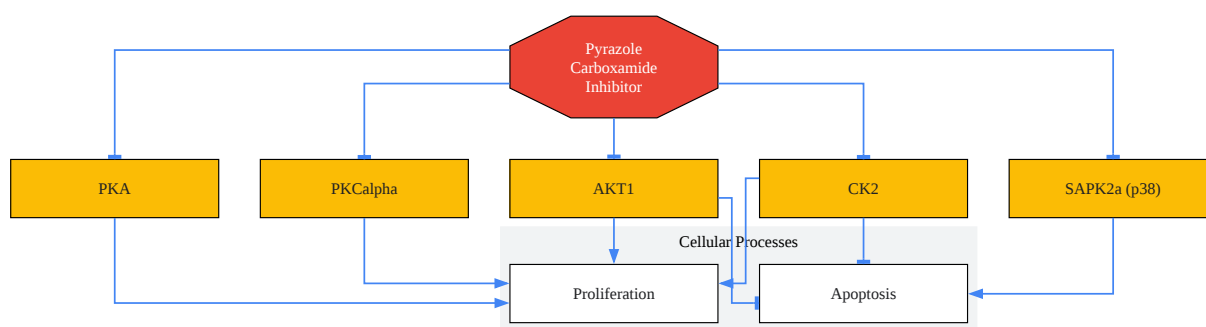 Pyrazole
Carboxamide
Inhibitor
PKA
PKCalpha
AKT1
CK2
SAPK2a (p38)
Cellular Processes
Proliferation
Apoptosis